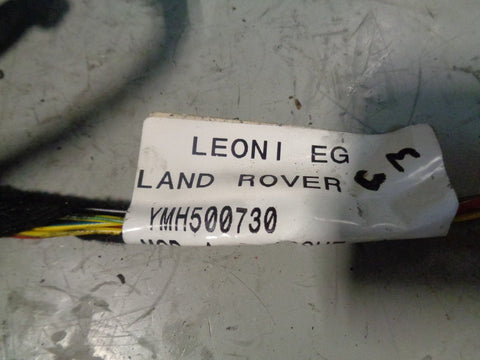 LEONI EG
LAND ROVER
YMH500730